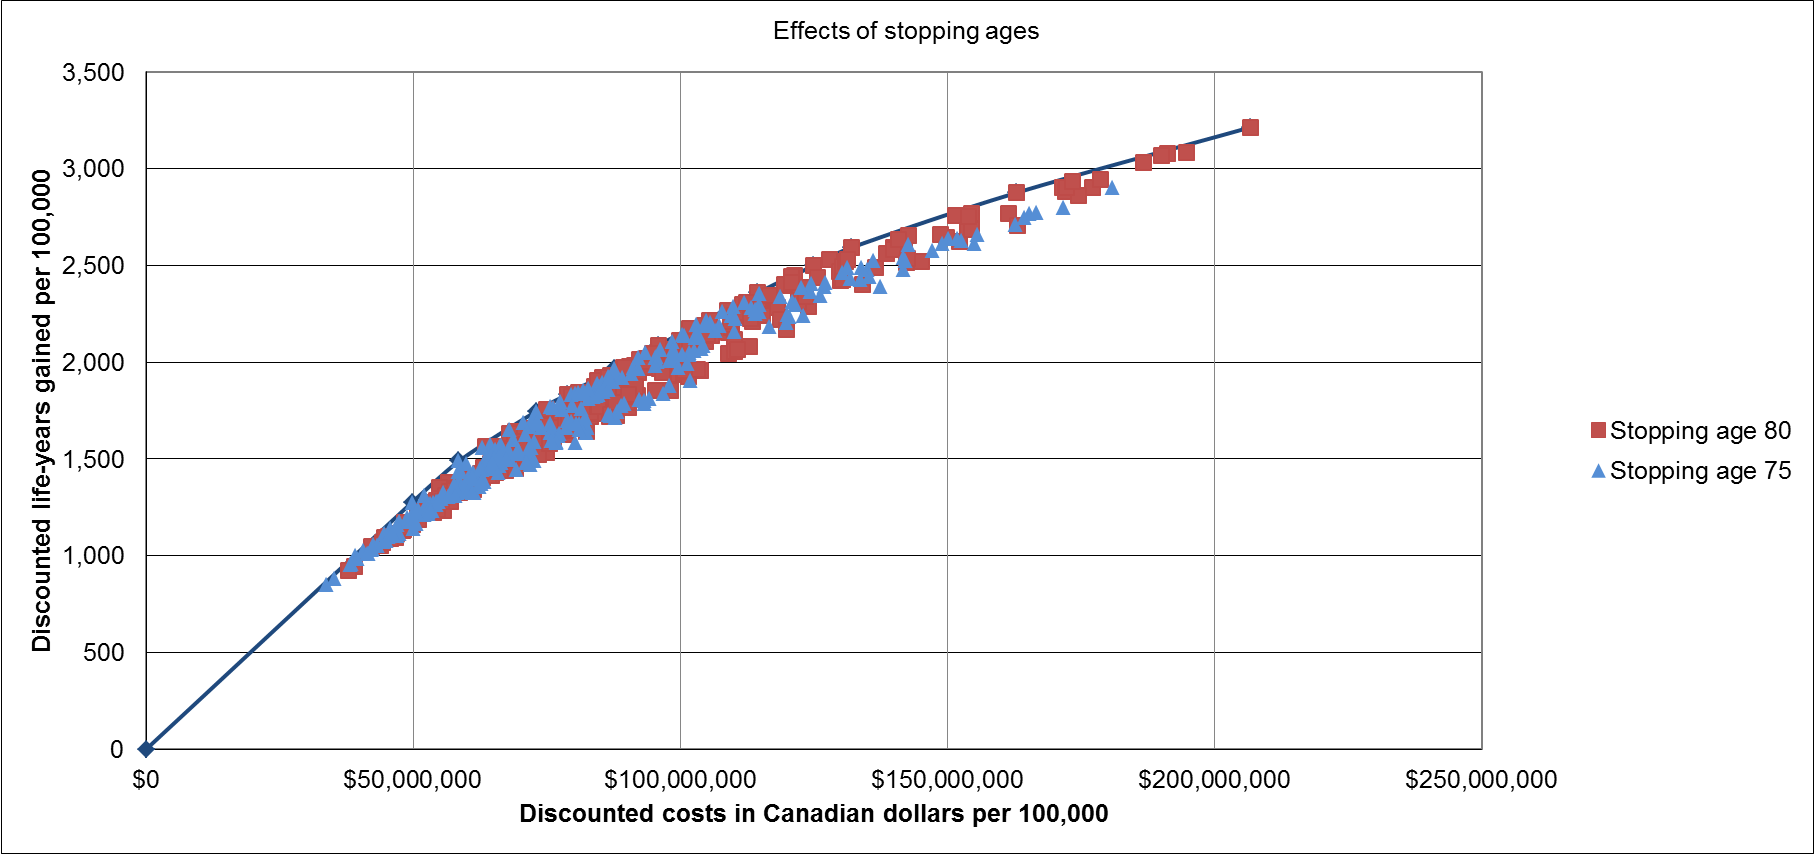 Effects of stopping ages
3,500
3,000
2,500
2,000
1,500
1,000
500
0
Discounted life-years gained per 100,000
$0
$50,000,000
$100,000,000
$150,000,000
$200,000,000
$250,000,000
Discounted costs in Canadian dollars per 100,000
Stopping age 80
Stopping age 75